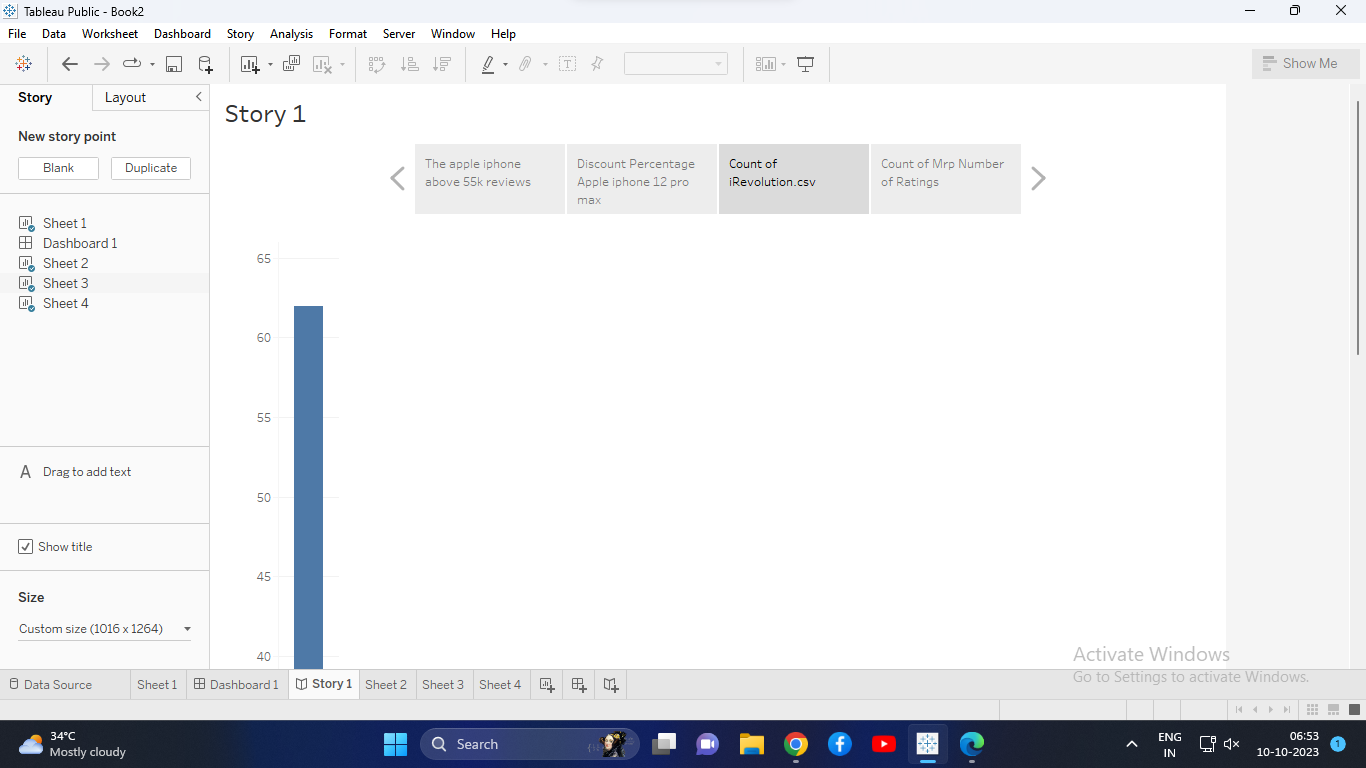 Tableau Public - Book2
File Data Worksheet Dashboard Story Analysis Format Server Window Help
Show Me
Story Layout
New story point
Blank Duplicate
Sheet 1
Dashboard 1
Sheet 2
Sheet 3
Sheet 4
A Drag to add text
Show title
Size
Custom size (1016 x 1264)
Story 1
The apple iphone
above 55k reviews
Discount Percentage
Apple iphone 12 pro
max
Count of
iRevolution.csv
Count of Mrp Number
of Ratings
65
60
55
50
45
40
Activate Windows
Go to Settings to activate Windows.
Data Source Sheet 1 Dashboard 1 Story 1 Sheet 2 Sheet 3 Sheet 4
34°C
Mostly cloudy
Search
ENG
IN
06:53
10-10-2023
1